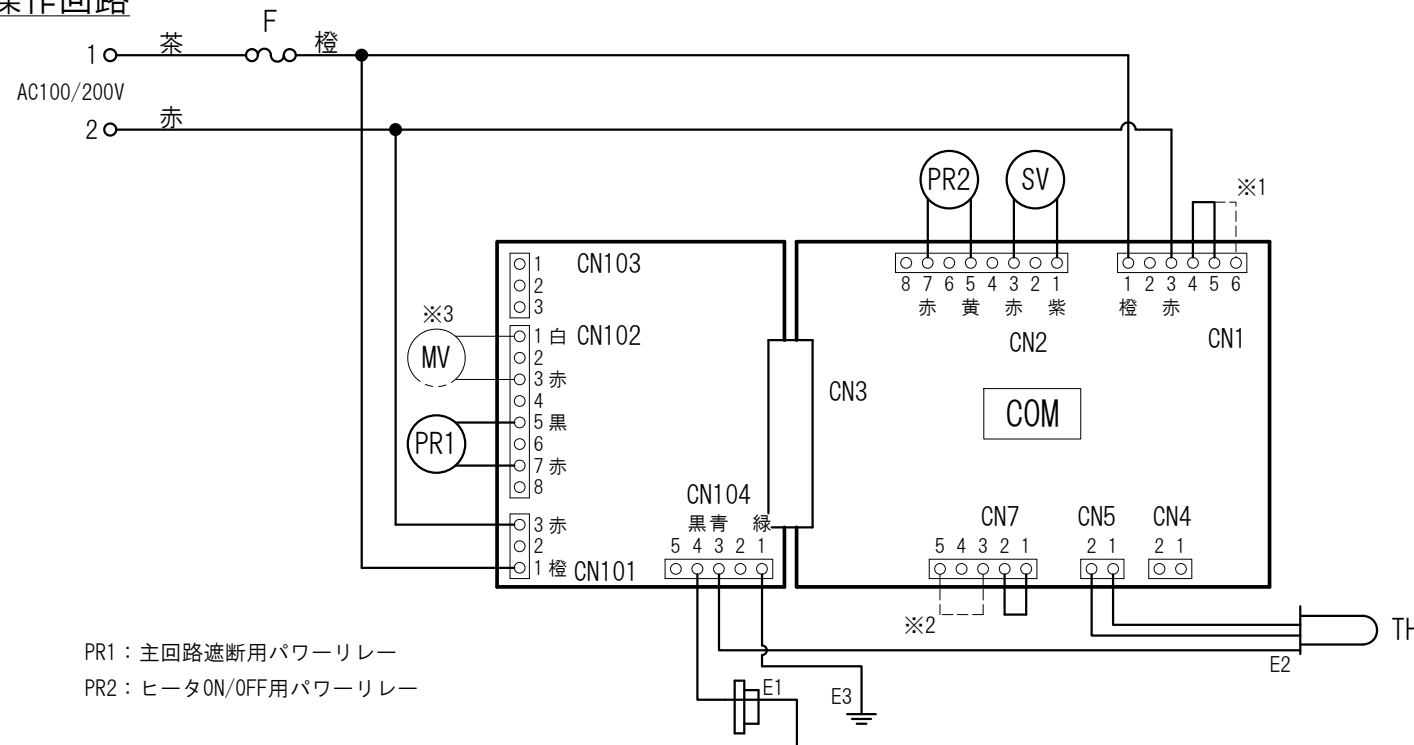 操作回路
F
1
茶
橙
AC100/200V
2
赤
PR2
SV
※1
8 7 6 5 4 3 2 1
赤 黄 赤 紫
CN2
1 2 3 4 5 6
橙 赤
CN1
1
2
3
CN103
※3
MV
PR1
1 白
2
3 赤
4
5 黒
6
7 赤
8
CN102
3 赤
2
1 橙
CN101
CN104
黒 青 緑
5 4 3 2 1
CN3
COM
CN7
5 4 3 2 1
※2
CN5
2 1
CN4
2 1
TH
E2
E1
E3
PR1：主回路遮断用パワーリレー
PR2：ヒータON/OFF用パワーリレー